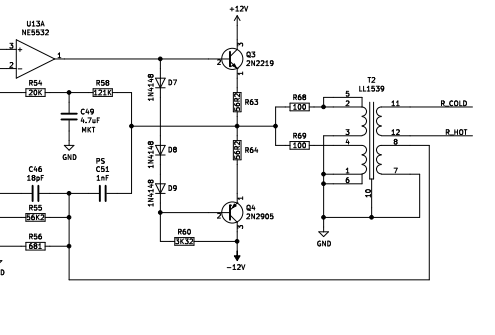 +12V
U13A
NE5532
3
+
1
2
-
2
3
1
Q3
2N2219
1N4148
D7
R54
20K
R58
121K
56R2
R63
C49
4.7uF
MKT
GND
R68
100
R69
100
T2
LL1539
5
2
11
R_COLD
3
12
R_HOT
4
8
1
7
6
10
1N4148
D8
56R2
R64
C46
18pF
PS
C51
1nF
1N4148
D9
R55
56K2
2
1
3
Q4
2N2905
R56
681
R60
3K32
GND
-12V
D